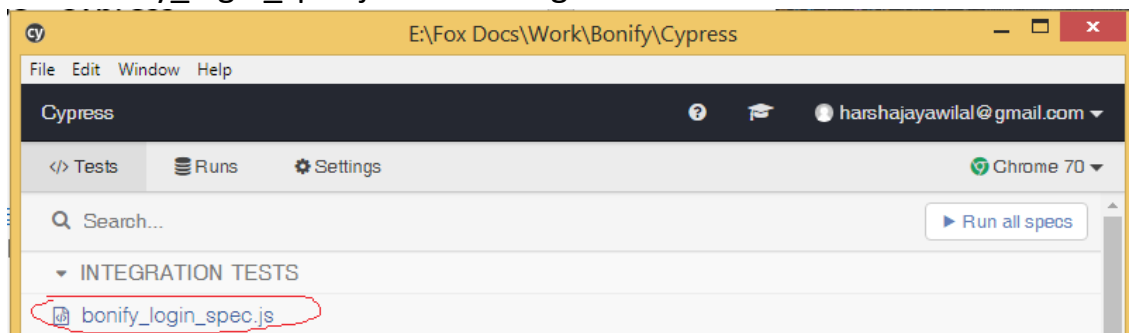 cy E:\Fox Docs\Work\Bonify\Cypress
File Edit Window Help
Cypress harshajayawilal@gmail.com
</> Tests Runs Settings Chrome 70
Search... Run all specs
INTEGRATION TESTS
bonify_login_spec.js